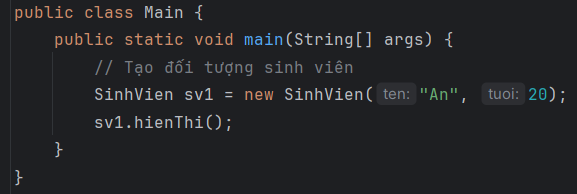 public class Main {
public static void main(String[] args) {
// Tạo đối tượng sinh viên
SinhVien sv1 = new SinhVien( ten: "An", tuoi: 20);
sv1.hienThi();
}
}